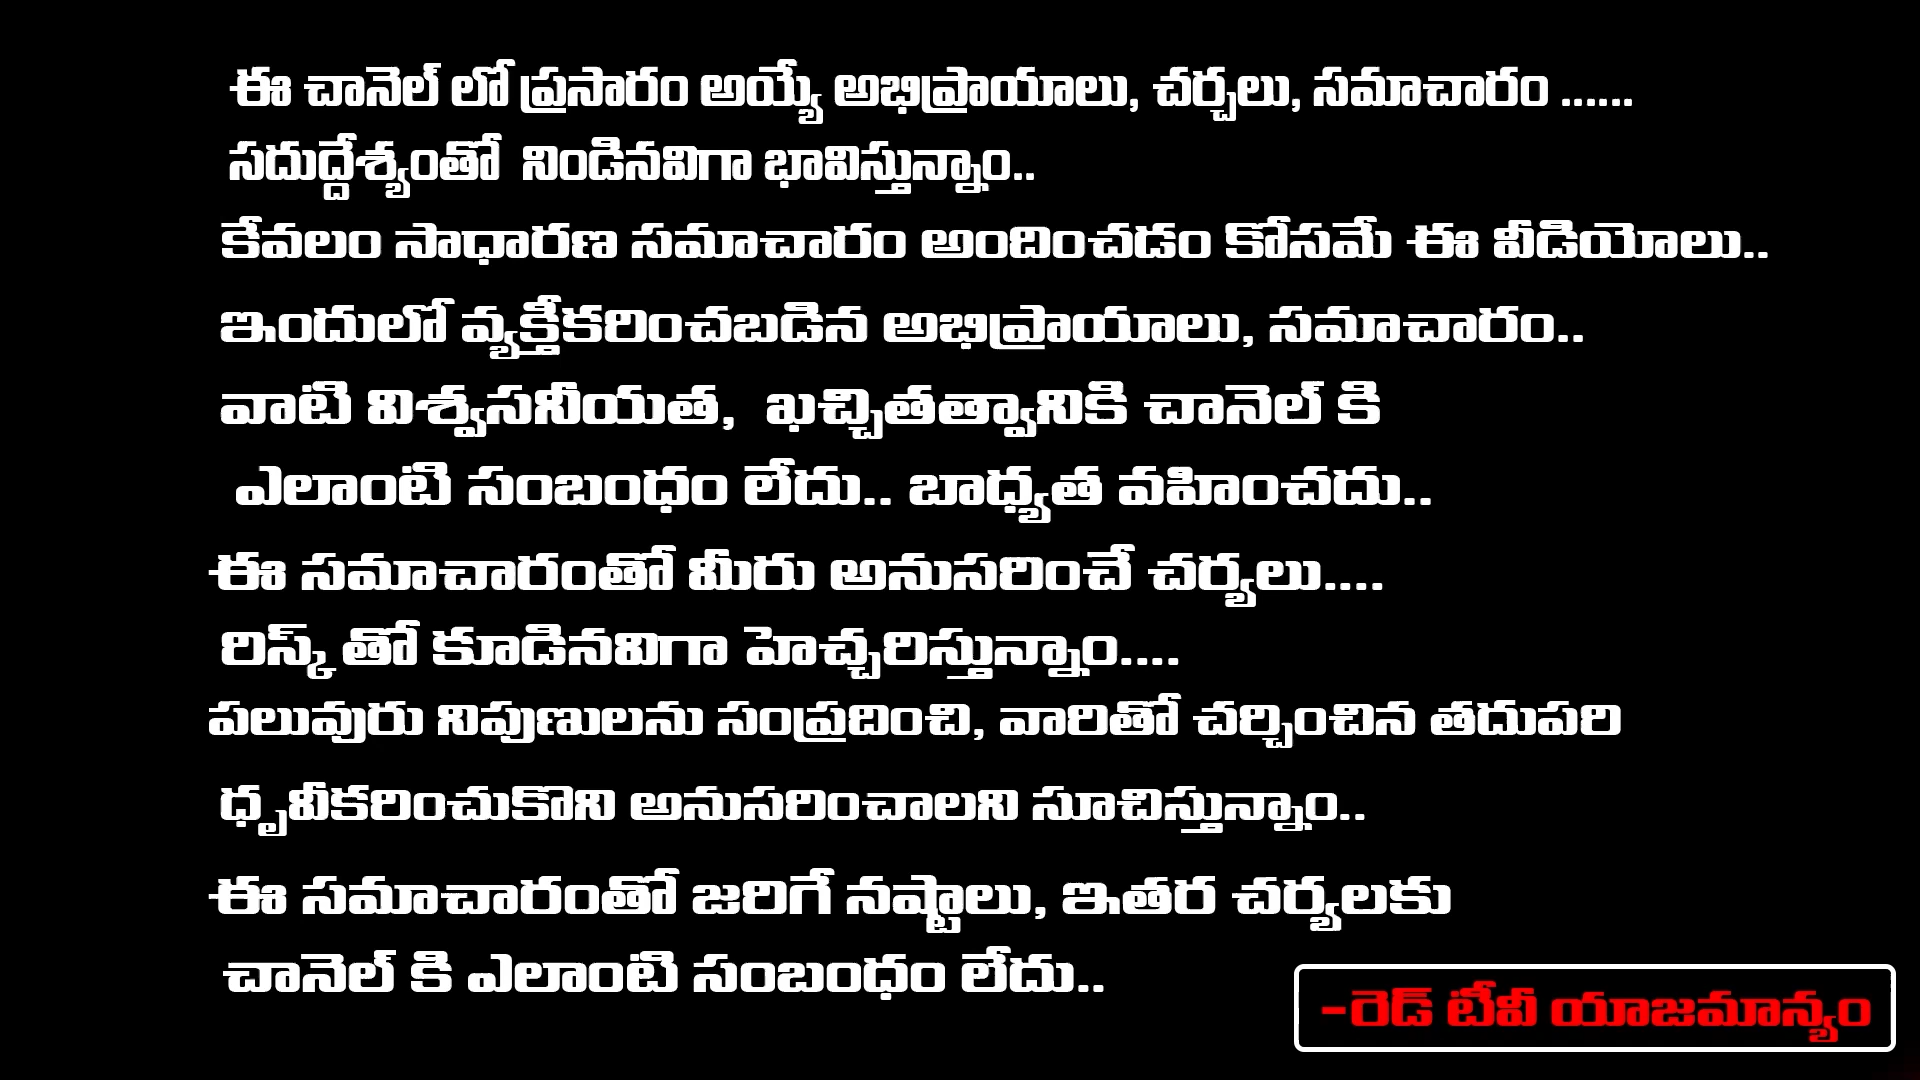 ఈ చానెల్ లో ప్రసారం అయ్యే అభిప్రాయాలు, చర్చలు, సమాచారం ......
సదుద్దేశ్యంతో నిండినవిగా భావిస్తున్నాం..
కేవలం సాధారణ సమాచారం అందించడం కోసమే ఈ వీడియోలు..
ఇందులో వ్యక్తీకరించబడిన అభిప్రాయాలు, సమాచారం..
వాటి విశ్వసనీయత, ఖచ్చితత్వానికి చానెల్ కి
ఎలాంటి సంబంధం లేదు.. బాధ్యత వహించదు..
ఈ సమాచారంతో మీరు అనుసరించే చర్యలు....
రిస్క్ తో కూడినవిగా హెచ్చరిస్తున్నాం....
పలువురు నిపుణులను సంప్రదించి, వారితో చర్చించిన తదుపరి
ధృవీకరించుకొని అనుసరించాలని సూచిస్తున్నాం..
ఈ సమాచారంతో జరిగే నష్టాలు, ఇతర చర్యలకు
చానెల్ కి ఎలాంటి సంబంధం లేదు..
-రెడ్ టీవీ యాజమాన్యం